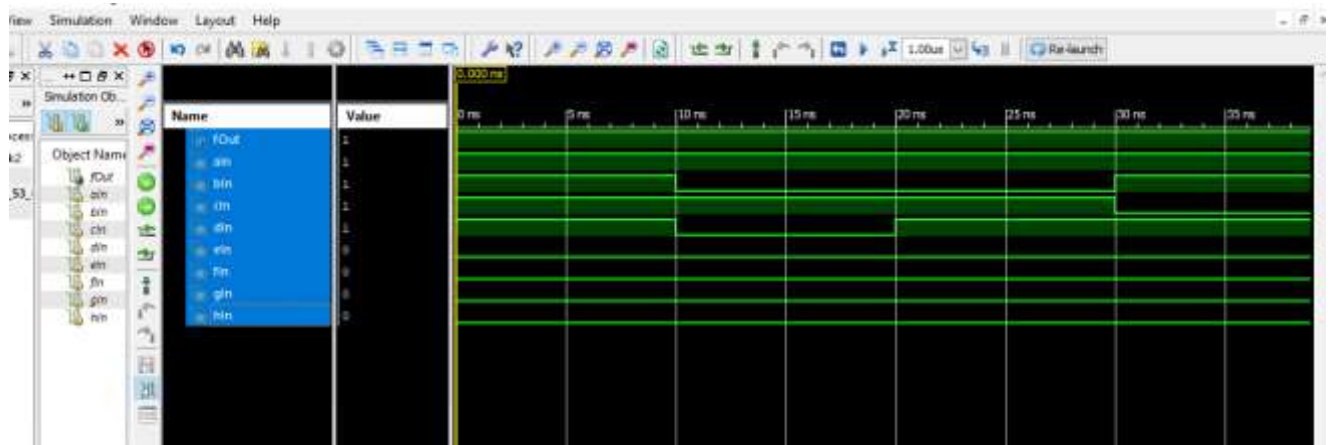 View Simulation Window Layout Help
1.00us Re-launch
0.000 ns
Simulation Ob...
Name Value
0 ns 5 ns 10 ns 15 ns 20 ns 25 ns 30 ns 35 ns
Object Name
fOut 1
aIn 1
bIn 1
cIn 1
dIn 1
eIn 0
fIn 0
gIn 0
hIn 0
fOut
aIn
bIn
cIn
dIn
eIn
fIn
gIn
hIn